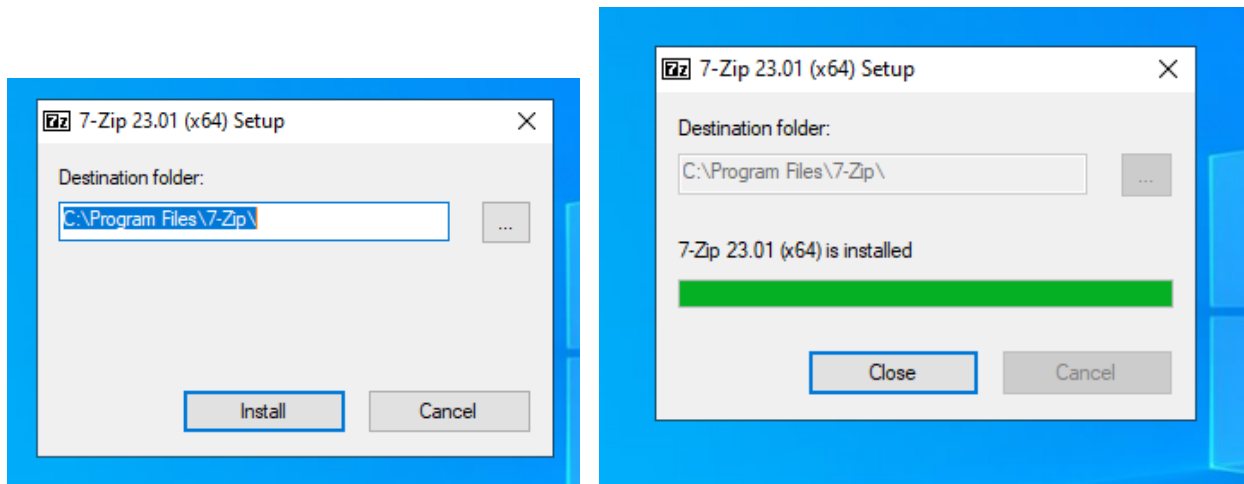 7z 7-Zip 23.01 (x64) Setup
Destination folder:
C:\Program Files\7-Zip\
...
Install
Cancel
7z 7-Zip 23.01 (x64) Setup
Destination folder:
C:\Program Files\7-Zip\
...
7-Zip 23.01 (x64) is installed
Close
Cancel